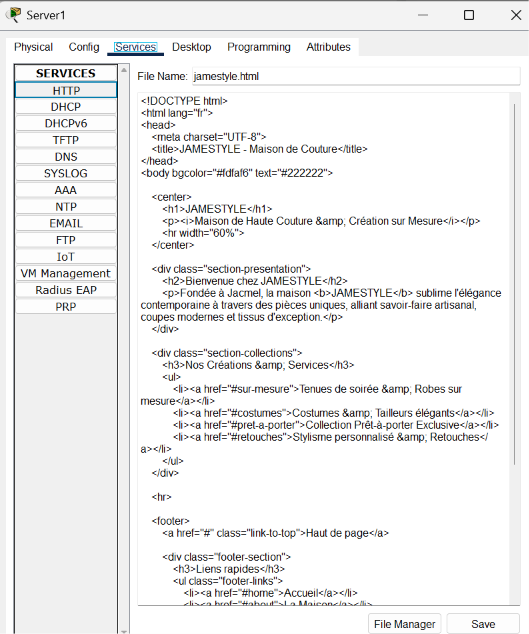 Server1
Physical Config Services Desktop Programming Attributes
SERVICES
HTTP
DHCP
DHCPv6
TFTP
DNS
SYSLOG
AAA
NTP
EMAIL
FTP
IoT
VM Management
Radius EAP
PRP
File Name: jamestyle.html
<!DOCTYPE html>
<html lang="fr">
<head>
<meta charset="UTF-8">
<title>JAMESTYLE - Maison de Couture</title>
</head>
<body bgcolor="#fdfaf6" text="#222222">
<center>
<h1>JAMESTYLE</h1>
<p><i>Maison de Haute Couture &amp; Création sur Mesure</i></p>
<hr width="60%">
</center>
<div class="section-presentation">
<h2>Bienvenue chez JAMESTYLE</h2>
<p>Fondée à Jacmel, la maison <b>JAMESTYLE</b> sublime l'élégance
contemporaine à travers des pièces uniques, alliant savoir-faire artisanal,
coupes modernes et tissus d'exception.</p>
</div>
<div class="section-collections">
<h3>Nos Créations &amp; Services</h3>
<ul>
<li><a href="#sur-mesure">Tenues de soirée &amp; Robes sur
mesure</a></li>
<li><a href="#costumes">Costumes &amp; Tailleurs élégants</a></li>
<li><a href="#pret-a-porter">Collection Prêt-à-porter Exclusive</a></li>
<li><a href="#retouches">Stylisme personnalisé &amp; Retouches</
a></li>
</ul>
</div>
<hr>
<footer>
<a href="#" class="link-to-top">Haut de page</a>
<div class="footer-section">
<h3>Liens rapides</h3>
<ul class="footer-links">
<li><a href="#home">Accueil</a></li>
<li><a href="#about">La Maison</a></li>
File Manager Save